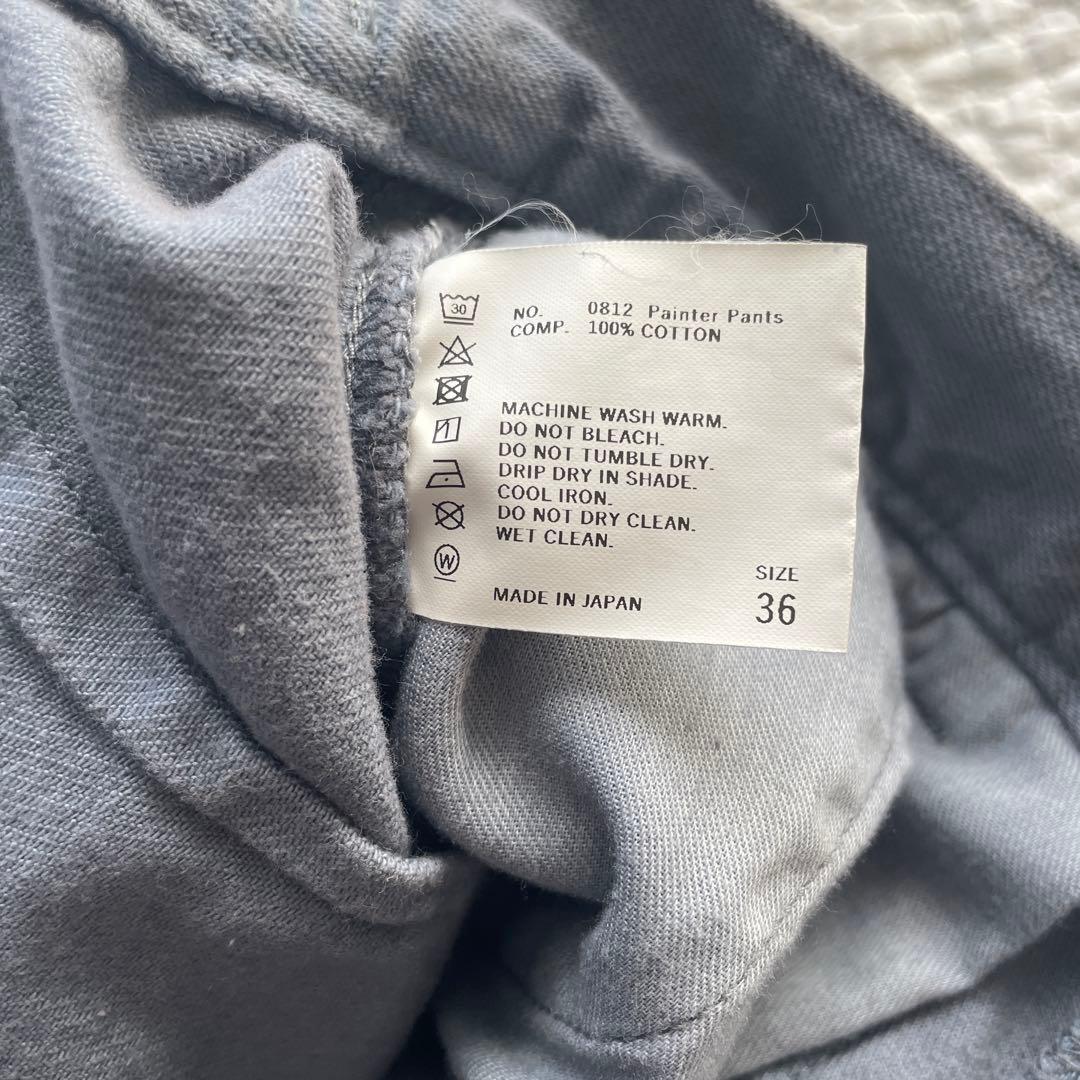 30
NO. 0812 Painter Pants
COMP. 100% COTTON
MACHINE WASH WARM.
DO NOT BLEACH.
DO NOT TUMBLE DRY.
DRIP DRY IN SHADE.
COOL IRON.
DO NOT DRY CLEAN.
WET CLEAN.
W
MADE IN JAPAN
SIZE
36